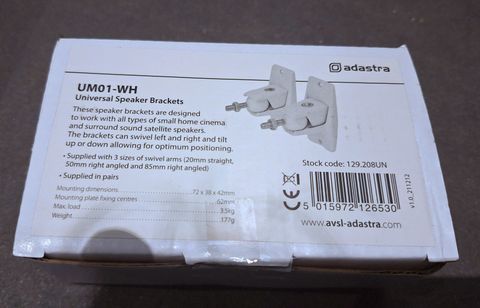 adastra
UM01-WH
Universal Speaker Brackets
These speaker brackets are designed
to work with all types of small home cinema
and surround sound satellite speakers.
The brackets can swivel left and right and tilt
up or down allowing for optimum positioning.
• Supplied with 3 sizes of swivel arms (20mm straight,
50mm right angled and 85mm right angled)
• Supplied in pairs
Mounting dimensions 72 x 38 x 42mm
Mounting plate fixing centres 62mm
Max. load 3.5kg
Weight 177g
Stock code: 129.208UN
CE
5 015972 126530
www.avsl-adastra.com
v1.0_211212